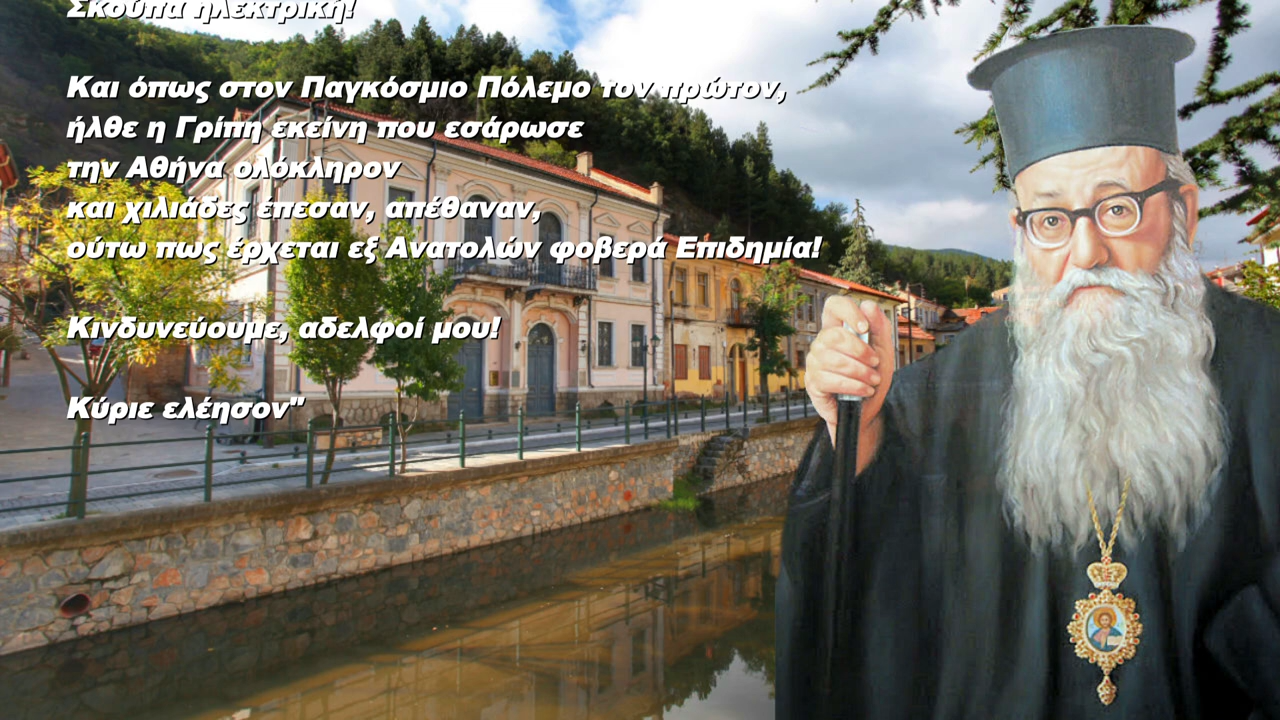 Σκούπα ηλεκτρική!
Και όπως στον Παγκόσμιο Πόλεμο τον πρώτον,
ήλθε η Γρίπη εκείνη που εσάρωσε
την Αθήνα ολόκληρον
και χιλιάδες έπεσαν, απέθαναν,
ούτω πως έρχεται εξ Ανατολών φοβερά Επιδημία!
Κινδυνεύουμε, αδελφοί μου!
Κύριε ελέησον"